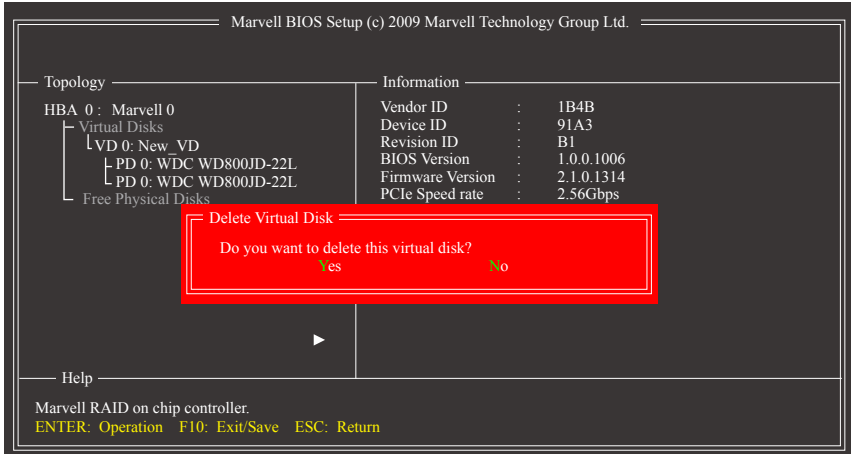 Marvell BIOS Setup (c) 2009 Marvell Technology Group Ltd.
Topology
HBA 0 : Marvell 0
Virtual Disks
VD 0: New_VD
PD 0: WDC WD800JD-22L
PD 0: WDC WD800JD-22L
Free Physical Disks
Information
Vendor ID : 1B4B
Device ID : 91A3
Revision ID : B1
BIOS Version : 1.0.0.1006
Firmware Version : 2.1.0.1314
PCIe Speed rate : 2.56Gbps
Delete Virtual Disk
Do you want to delete this virtual disk?
Yes No
Help
Marvell RAID on chip controller.
ENTER: Operation F10: Exit/Save ESC: Return